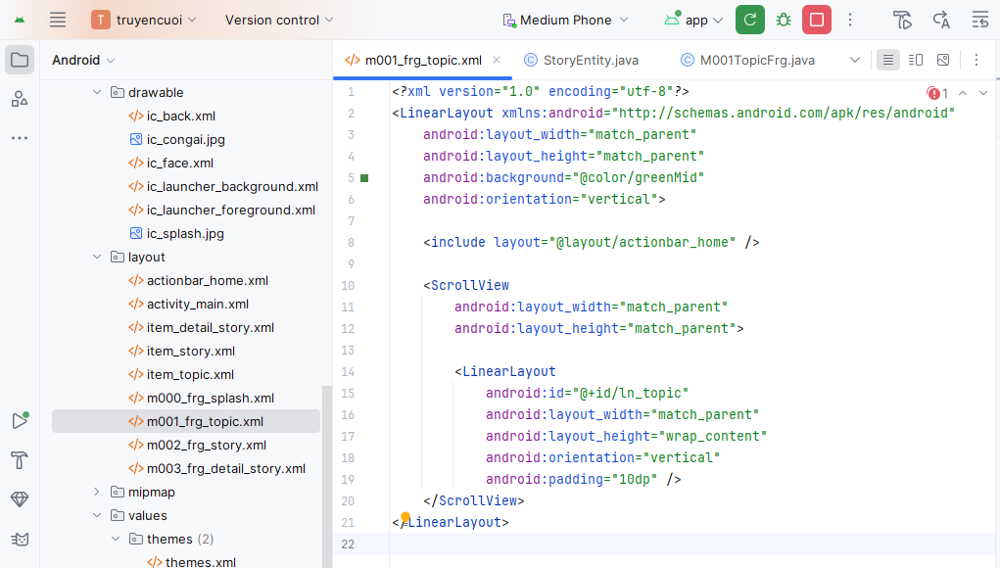 T truyencuoi Version control Medium Phone app
Android
m001_frg_topic.xml StoryEntity.java M001TopicFrg.java
drawable
ic_back.xml
ic_congai.jpg
ic_face.xml
ic_launcher_background.xml
ic_launcher_foreground.xml
ic_splash.jpg
layout
actionbar_home.xml
activity_main.xml
item_detail_story.xml
item_story.xml
item_topic.xml
m000_frg_splash.xml
m001_frg_topic.xml
m002_frg_story.xml
m003_frg_detail_story.xml
mipmap
values
themes (2)
themes.xml
1 <?xml version="1.0" encoding="utf-8"?> 1
2 <LinearLayout xmlns:android="http://schemas.android.com/apk/res/android"
3 android:layout_width="match_parent"
4 android:layout_height="match_parent"
5 android:background="@color/greenMid"
6 android:orientation="vertical">
7
8 <include layout="@layout/actionbar_home" />
9
10 <ScrollView
11 android:layout_width="match_parent"
12 android:layout_height="match_parent">
13
14 <LinearLayout
15 android:id="@+id/ln_topic"
16 android:layout_width="match_parent"
17 android:layout_height="wrap_content"
18 android:orientation="vertical"
19 android:padding="10dp" />
20 </ScrollView>
21 </LinearLayout>
22